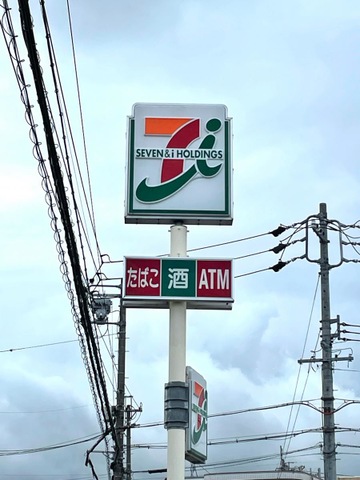 SEVEN & i HOLDINGS
たばこ 酒 ATM